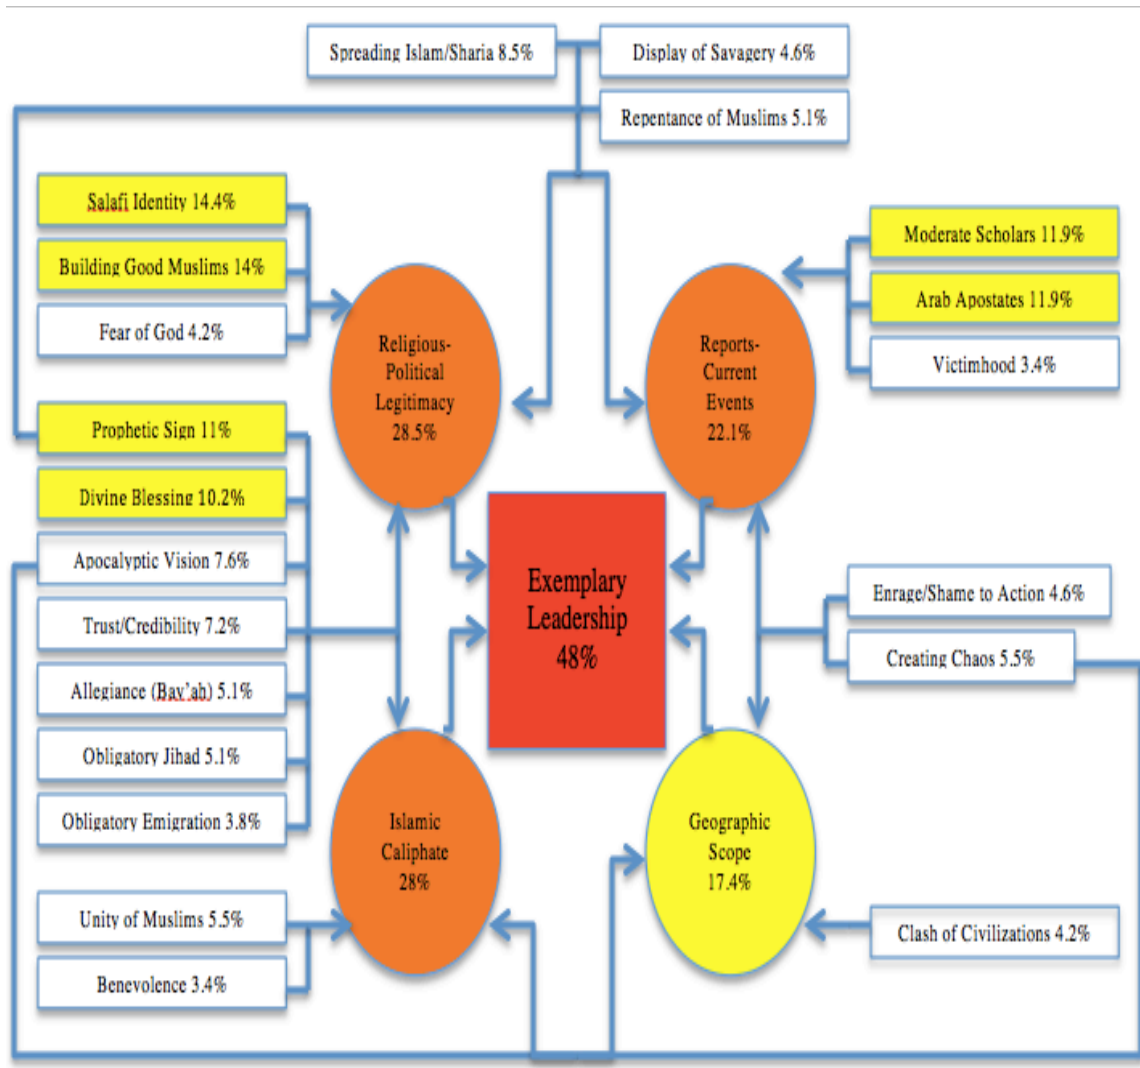 Spreading Islam/Sharia 8.5%
Display of Savagery 4.6%
Repentance of Muslims 5.1%
Salafi Identity 14.4%
Building Good Muslims 14%
Fear of God 4.2%
Moderate Scholars 11.9%
Arab Apostates 11.9%
Victimhood 3.4%
Religious-
Political
Legitimacy
28.5%
Reports-
Current
Events
22.1%
Prophetic Sign 11%
Divine Blessing 10.2%
Apocalyptic Vision 7.6%
Trust/Credibility 7.2%
Allegiance (Bay’ah) 5.1%
Obligatory Jihad 5.1%
Obligatory Emigration 3.8%
Exemplary
Leadership
48%
Enrage/Shame to Action 4.6%
Creating Chaos 5.5%
Islamic
Caliphate
28%
Geographic
Scope
17.4%
Unity of Muslims 5.5%
Benevolence 3.4%
Clash of Civilizations 4.2%